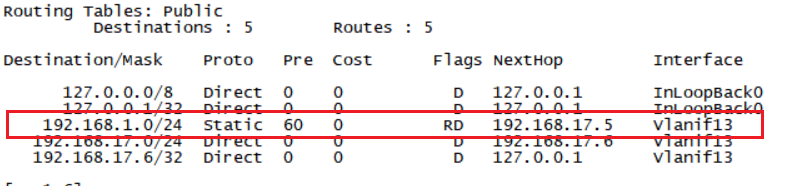 Routing Tables: Public
Destinations : 5 Routes : 5
Destination/Mask Proto Pre Cost Flags NextHop Interface
127.0.0.0/8 Direct 0 0 D 127.0.0.1 InLoopBack0
127.0.0.1/32 Direct 0 0 D 127.0.0.1 InLoopBack0
192.168.1.0/24 Static 60 0 RD 192.168.17.5 Vlanif13
192.168.17.0/24 Direct 0 0 D 192.168.17.6 Vlanif13
192.168.17.6/32 Direct 0 0 D 127.0.0.1 Vlanif13